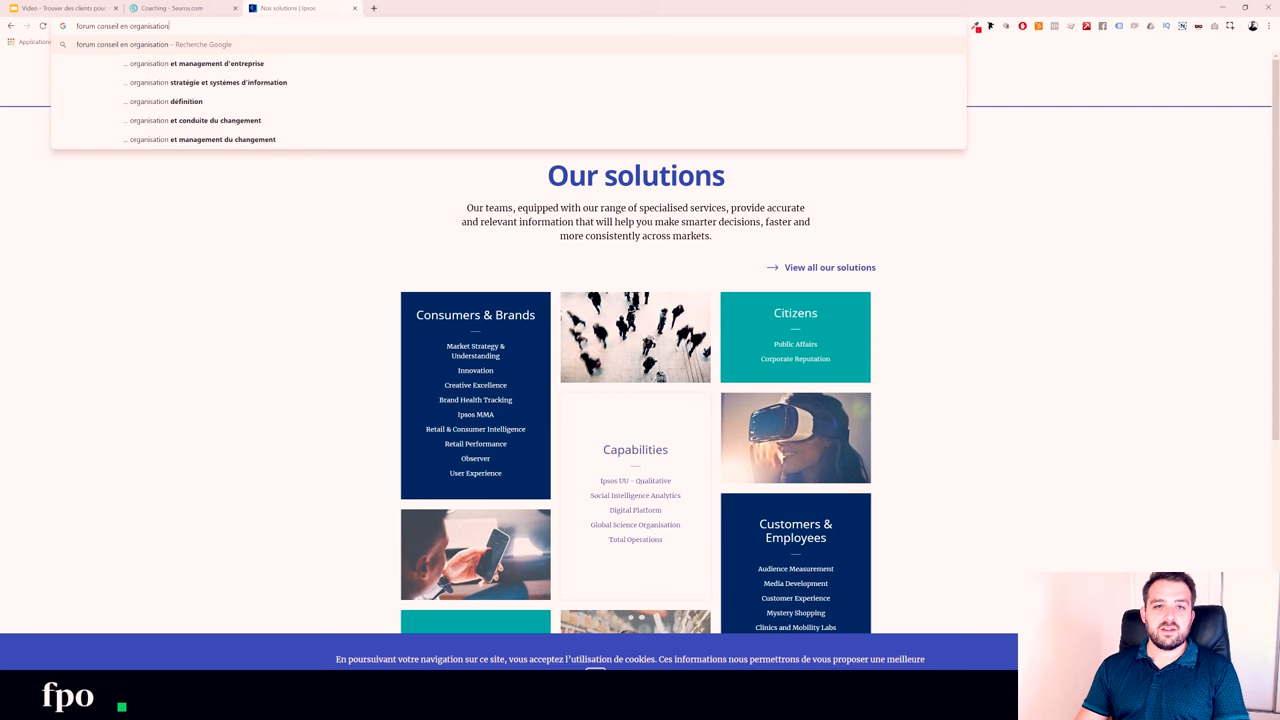 Video - Trouver des clients pou
Coaching - 5euros.com
Nos solutions | Ipsos
forum conseil en organisation
Applications
forum conseil en organisation - Recherche Google
... organisation et management d'entreprise
... organisation stratégie et systèmes d'information
... organisation définition
... organisation et conduite du changement
... organisation et management du changement
Our solutions
Our teams, equipped with our range of specialised services, provide accurate
and relevant information that will help you make smarter decisions, faster and
more consistently across markets.
View all our solutions
Consumers & Brands
Market Strategy &
Understanding
Innovation
Creative Excellence
Brand Health Tracking
Ipsos MMA
Retail & Consumer Intelligence
Retail Performance
Observer
User Experience
Capabilities
Ipsos UU - Qualitative
Social Intelligence Analytics
Digital Platform
Global Science Organisation
Total Operations
Citizens
Public Affairs
Corporate Reputation
Customers &
Employees
Audience Measurement
Media Development
Customer Experience
Mystery Shopping
Clinics and Mobility Labs
En poursuivant votre navigation sur ce site, vous acceptez l'utilisation de cookies. Ces informations nous permettrons de vous proposer une meilleure
fpo